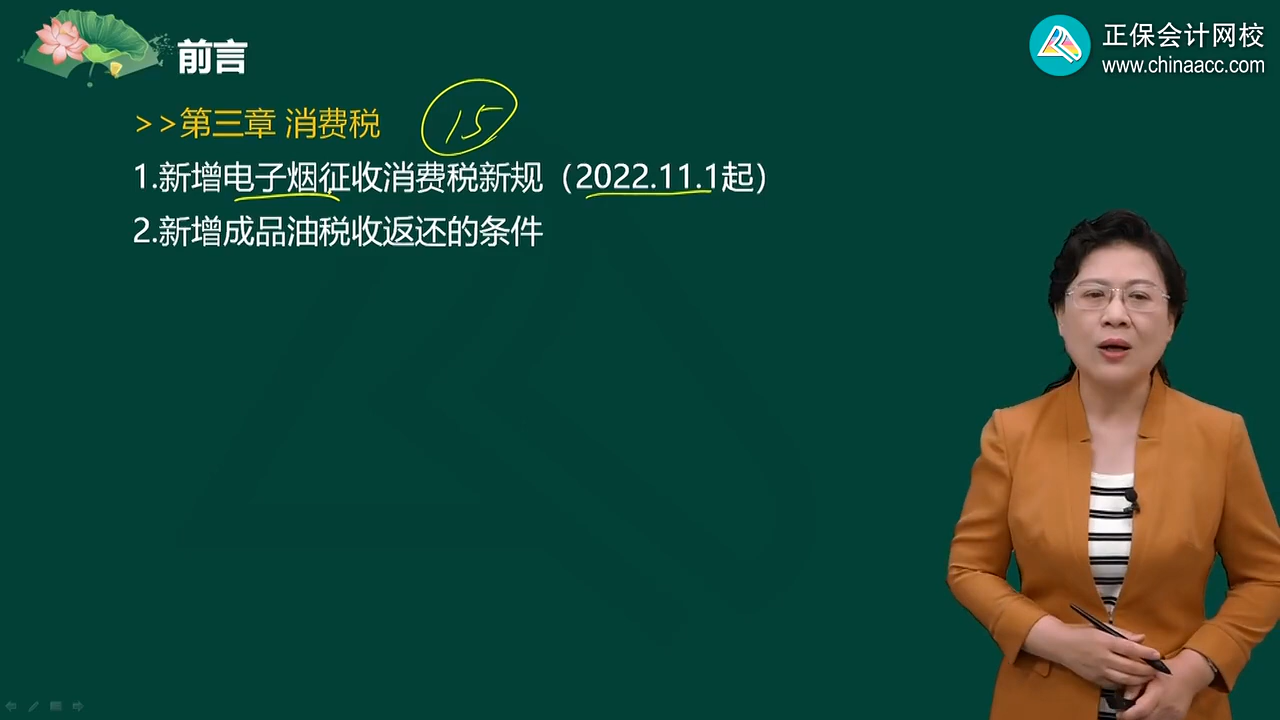 前言
正保会计网校
www.chinaacc.com
>>第三章 消费税 15
1.新增电子烟征收消费税新规（2022.11.1起）
2.新增成品油税收返还的条件